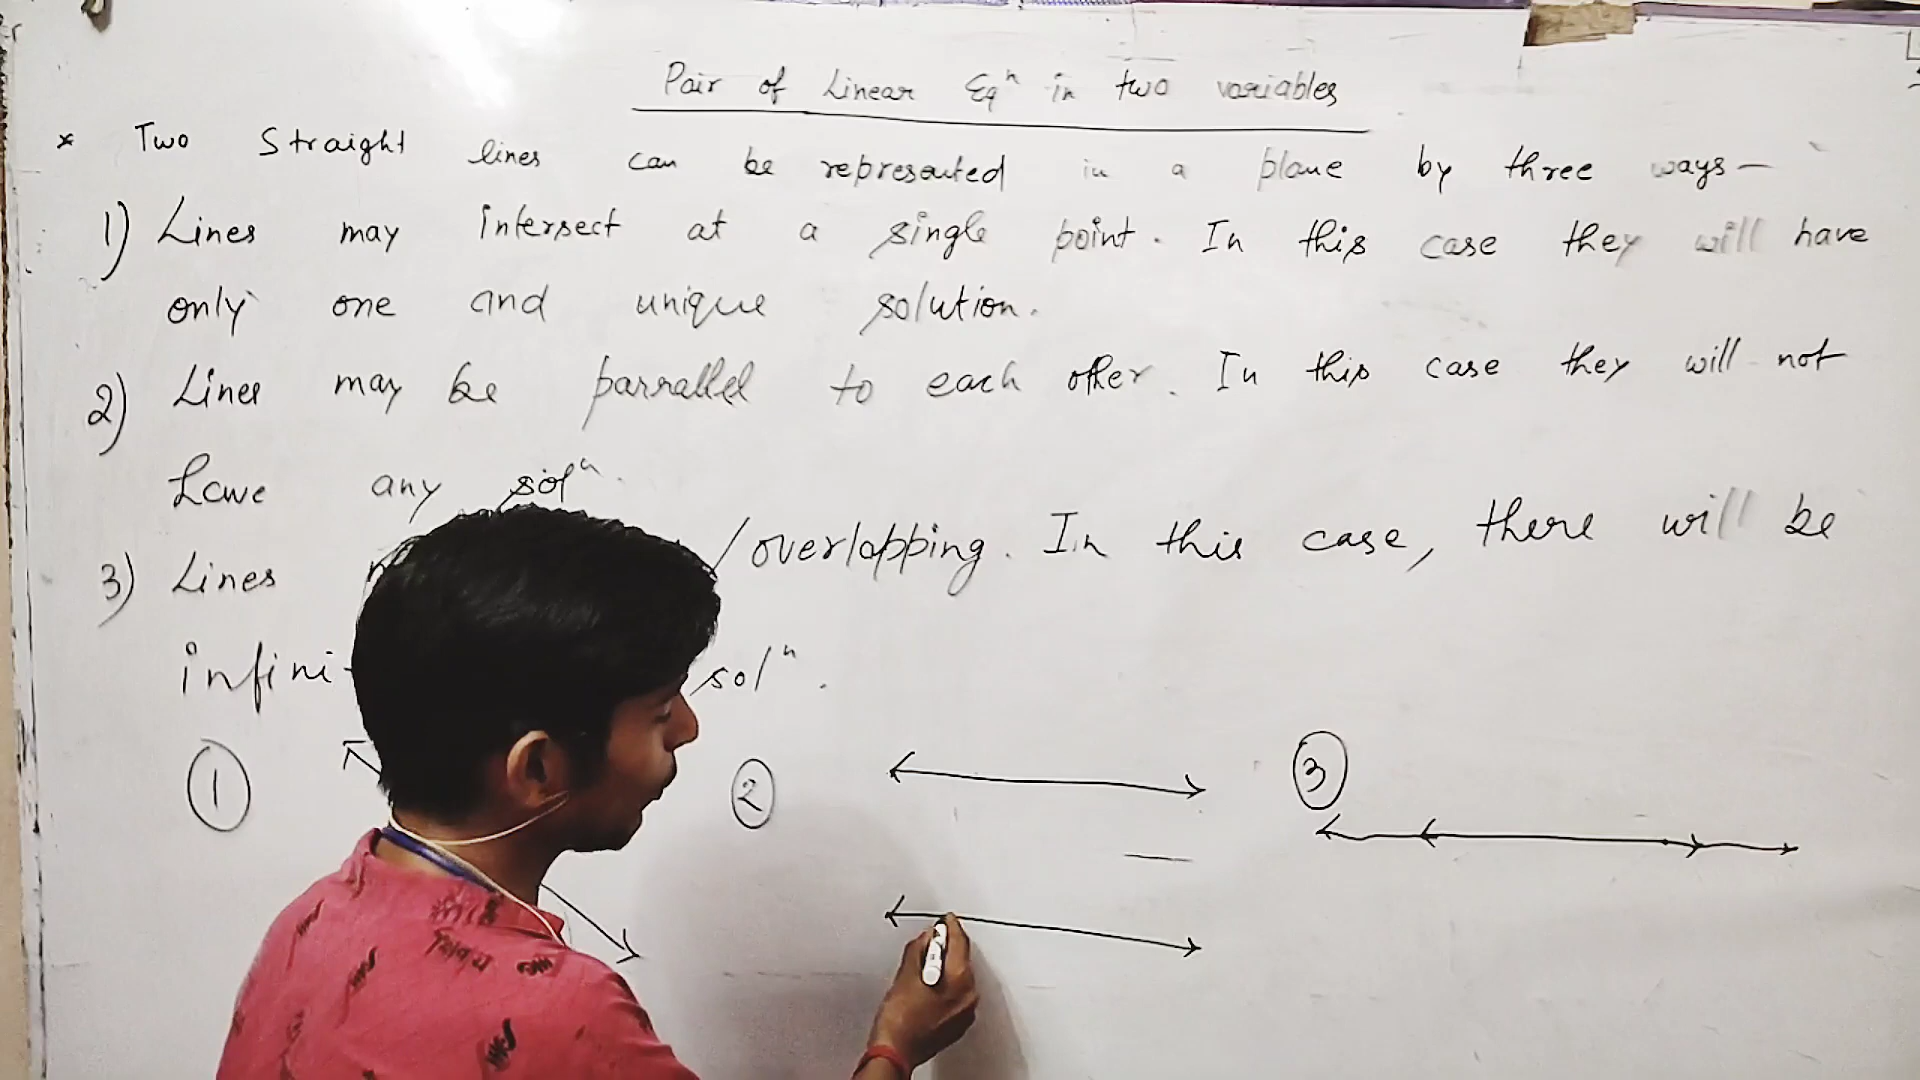 Pair of Linear Eqⁿ in two variables
* Two Straight lines can be represented in a plane by three ways —
1) Lines may intersect at a single point. In this case they will have
only one and unique solution.
2) Lines may be parrallel to each other. In this case they will not
have any solⁿ.
3) Lines / overlapping. In this case, there will be
infini solⁿ.
① ② ③